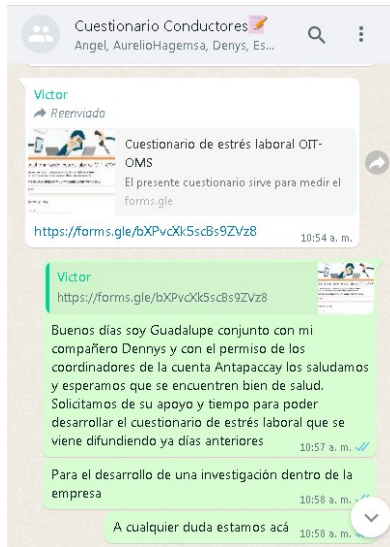 Cuestionario Conductores📝
Angel, AurelioHagemsa, Denys, Es...
Victor
Reenviado
Cuestionario de estrés laboral OIT-
OMS
El presente cuestionario sirve para medir el
forms.gle
https://forms.gle/bXPvcXk5scBs9ZVz8
10:54 a. m.
Victor
https://forms.gle/bXPvcXk5scBs9ZVz8
Buenos días soy Guadalupe conjunto con mi
compañero Dennys y con el permiso de los
coordinadores de la cuenta Antapaccay los saludamos
y esperamos que se encuentren bien de salud.
Solicitamos de su apoyo y tiempo para poder
desarrollar el cuestionario de estrés laboral que se
viene difundiendo ya días anteriores
10:57 a. m.
Para el desarrollo de una investigación dentro de la
empresa
10:58 a. m.
A cualquier duda estamos acá
10:58 a. m.